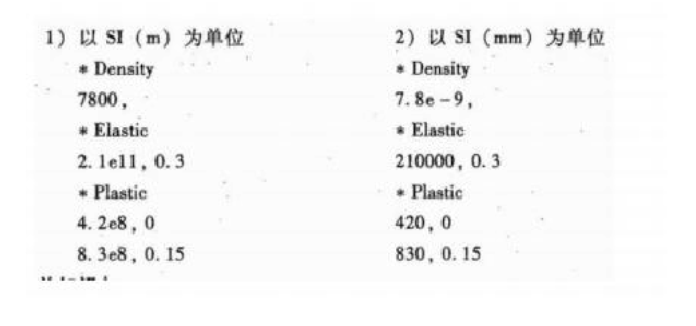 1) 以 SI (m) 为单位
* Density
7800,
* Elastic
2.1e11, 0.3
* Plastic
4.2e8, 0
8.3e8, 0.15
2) 以 SI (mm) 为单位
* Density
7.8e-9,
* Elastic
210000, 0.3
* Plastic
420, 0
830, 0.15